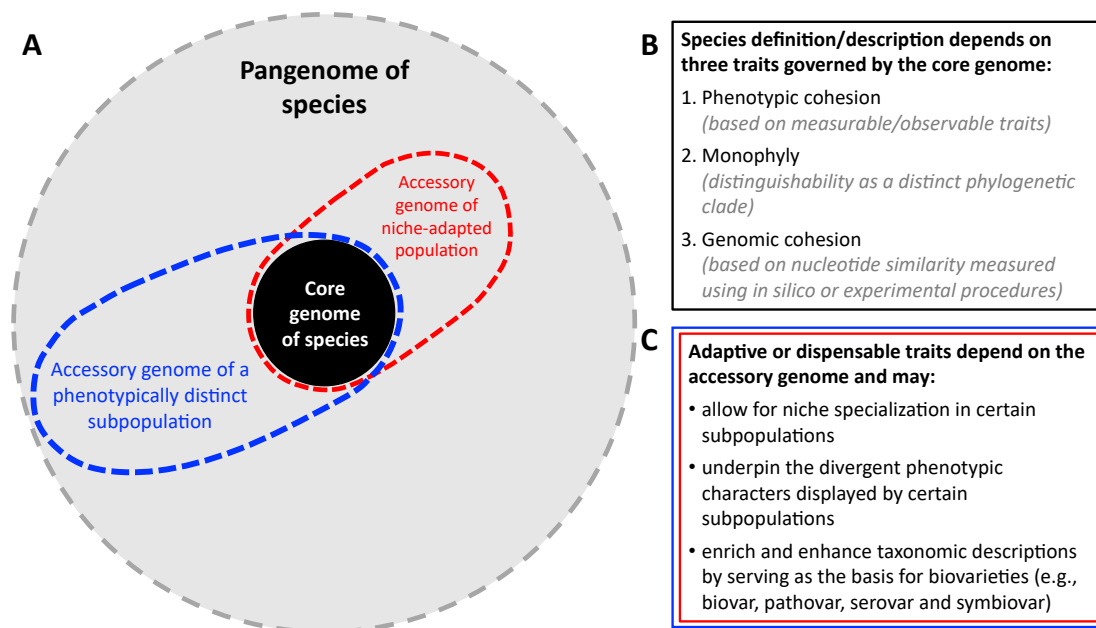 A
Pangenome of
species
Accessory
genome of
niche-adapted
population
Core
genome
of species
Accessory genome of a
phenotypically distinct
subpopulation
B
Species definition/description depends on
three traits governed by the core genome:
1. Phenotypic cohesion
(based on measurable/observable traits)
2. Monophyly
(distinguishability as a distinct phylogenetic
clade)
3. Genomic cohesion
(based on nucleotide similarity measured
using in silico or experimental procedures)
C
Adaptive or dispensable traits depend on the
accessory genome and may:
• allow for niche specialization in certain
subpopulations
• underpin the divergent phenotypic
characters displayed by certain
subpopulations
• enrich and enhance taxonomic descriptions
by serving as the basis for biovarieties (e.g.,
biovar, pathovar, serovar and symbiovar)